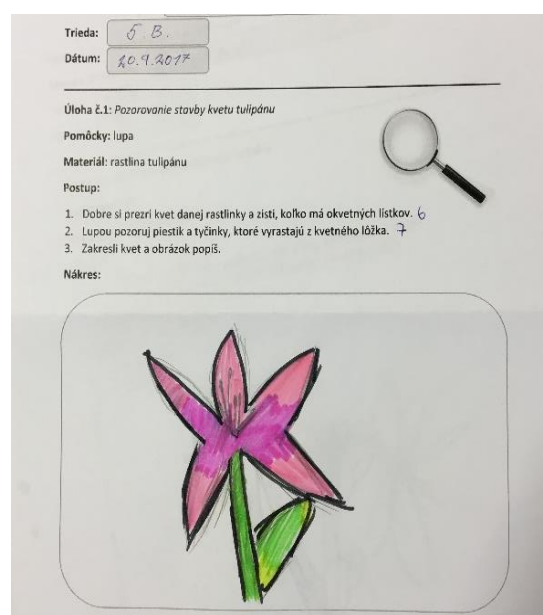 Trieda: 5. B.
Dátum: 20.9.2017
Úloha č.1: Pozorovanie stavby kvetu tulipánu
Pomôcky: lupa
Materiál: rastlina tulipánu
Postup:
1. Dobre si prezri kvet danej rastlinky a zisti, koľko má okvetných lístkov. 6
2. Lupou pozoruj piestik a tyčinky, ktoré vyrastajú z kvetného lôžka. 7
3. Zakresli kvet a obrázok popíš.
Nákres: